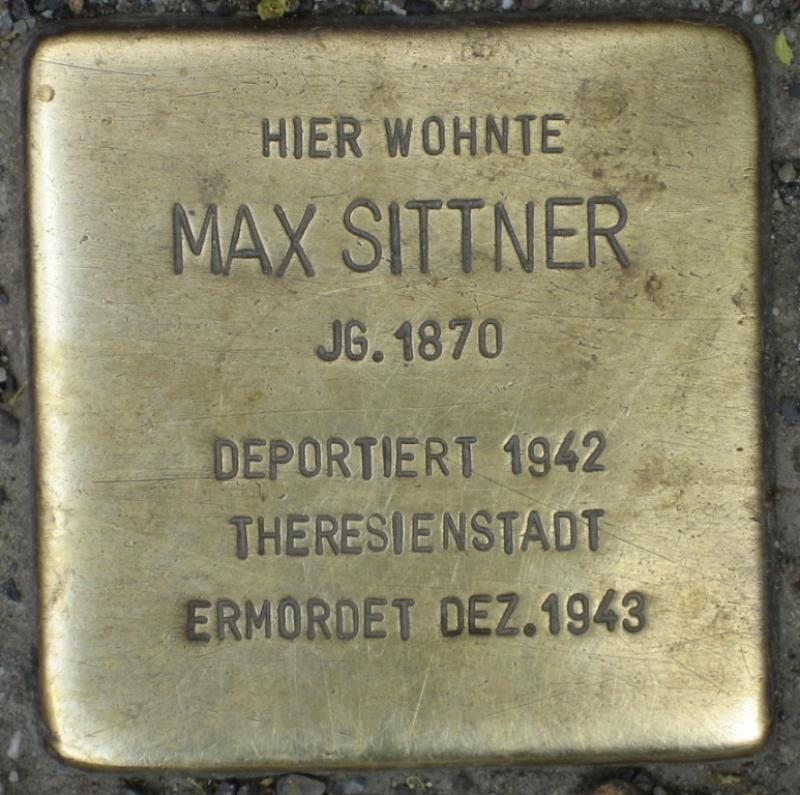 HIER WOHNTE
MAX SITTNER
JG. 1870
DEPORTIERT 1942
THERESIENSTADT
ERMORDET DEZ. 1943